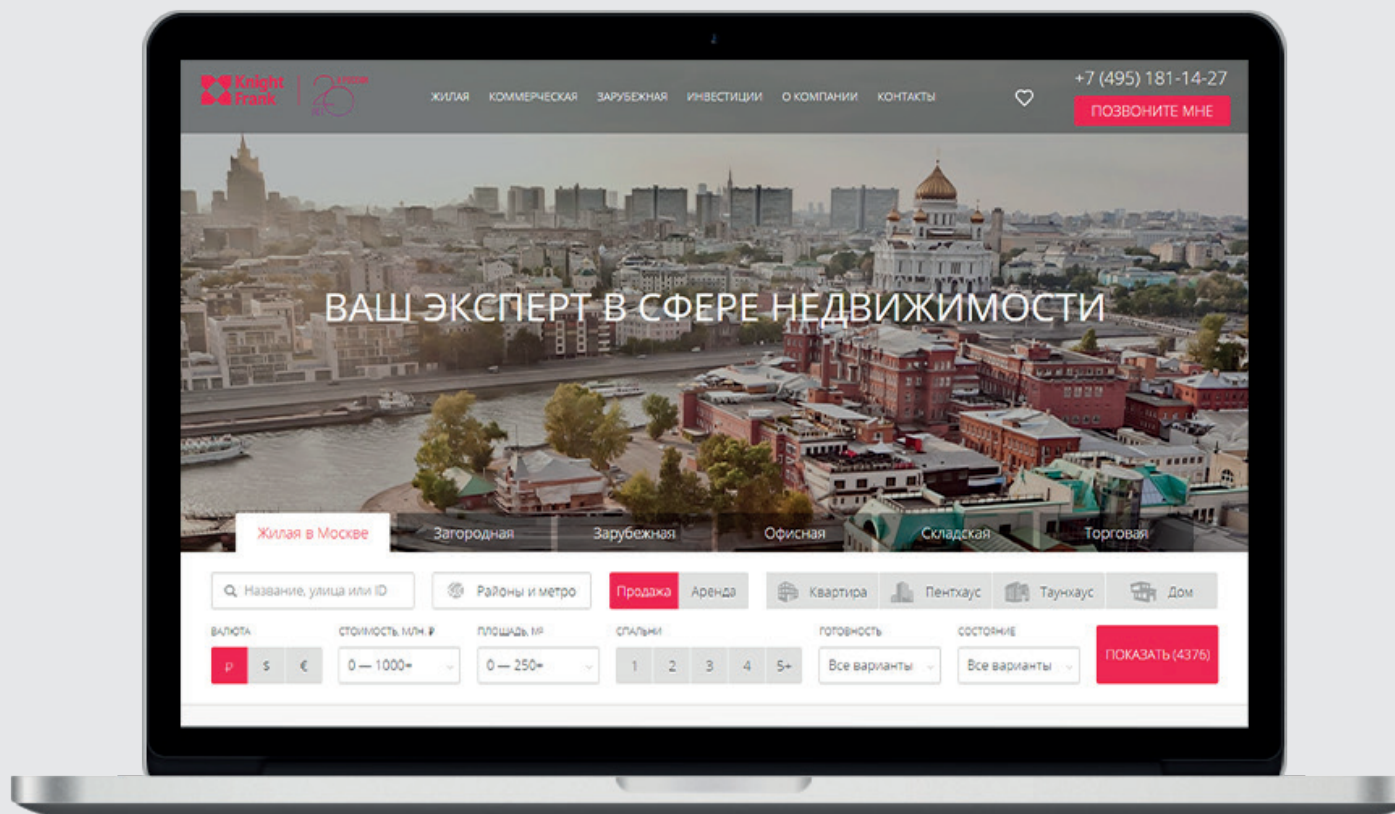 Knight
Frank
20
ЖИЛАЯ КОММЕРЧЕСКАЯ ЗАРУБЕЖНАЯ ИНВЕСТИЦИИ О КОМПАНИИ КОНТАКТЫ
+7 (495) 181-14-27
ПОЗВОНИТЕ МНЕ
ВАШ ЭКСПЕРТ В СФЕРЕ НЕДВИЖИМОСТИ
Жилая в Москве Загородная Зарубежная Офисная Складская Торговая
Название, улица или ID Районы и метро Продажа Аренда Квартира Пентхаус Таунхаус Дом
ВАЛЮТА СТОИМОСТЬ, МЛН. ₽ ПЛОЩАДЬ, М² СПАЛЬНИ ГОТОВНОСТЬ СОСТОЯНИЕ
₽ $ € 0 — 1000+ 0 — 250+ 1 2 3 4 5+ Все варианты Все варианты ПОКАЗАТЬ (4376)